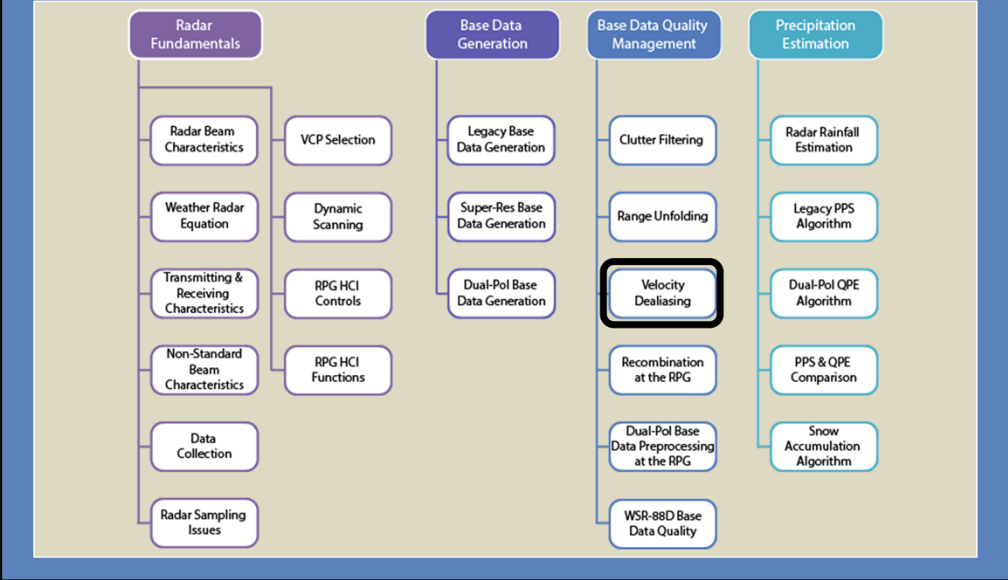 Radar
Fundamentals
Radar Beam
Characteristics
Weather Radar
Equation
Transmitting &
Receiving
Characteristics
Non-Standard
Beam
Characteristics
Data
Collection
Radar Sampling
Issues
VCP Selection
Dynamic
Scanning
RPG HCI
Controls
RPG HCI
Functions
Base Data
Generation
Legacy Base
Data Generation
Super-Res Base
Data Generation
Dual-Pol Base
Data Generation
Base Data Quality
Management
Clutter Filtering
Range Unfolding
Velocity
Dealiasing
Recombination
at the RPG
Dual-Pol Base
Data Preprocessing
at the RPG
WSR-88D Base
Data Quality
Precipitation
Estimation
Radar Rainfall
Estimation
Legacy PPS
Algorithm
Dual-Pol QPE
Algorithm
PPS & QPE
Comparison
Snow
Accumulation
Algorithm